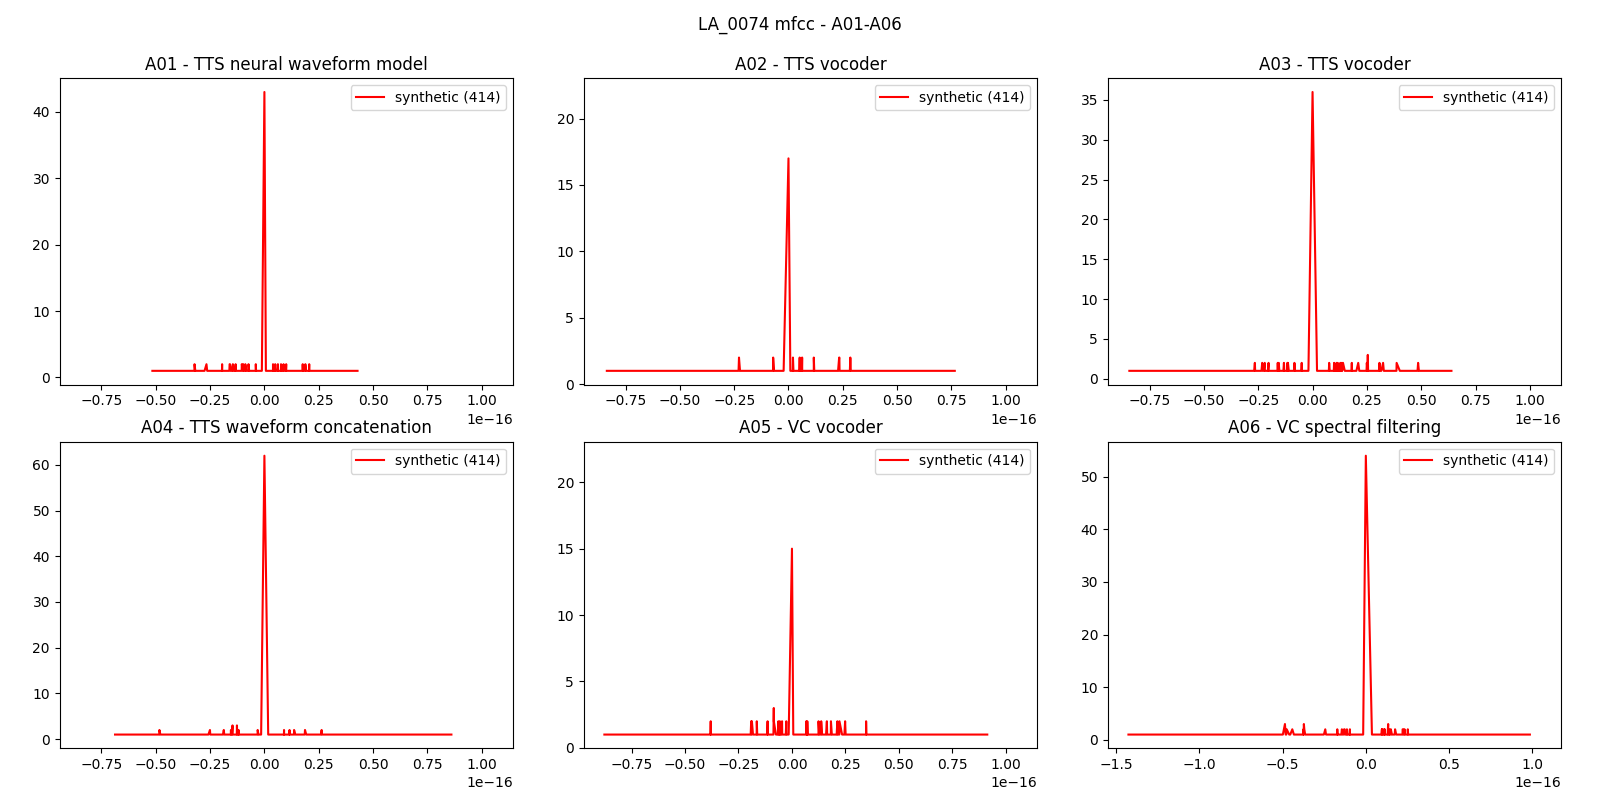 LA_0074 mfcc - A01-A06
A01 - TTS neural waveform model
synthetic (414)
40
30
20
10
0
−0.75 −0.50 −0.25 0.00 0.25 0.50 0.75 1.00
1e−16
A02 - TTS vocoder
synthetic (414)
20
15
10
5
0
−0.75 −0.50 −0.25 0.00 0.25 0.50 0.75 1.00
1e−16
A03 - TTS vocoder
synthetic (414)
35
30
25
20
15
10
5
0
−0.75 −0.50 −0.25 0.00 0.25 0.50 0.75 1.00
1e−16
A04 - TTS waveform concatenation
synthetic (414)
60
50
40
30
20
10
0
−0.75 −0.50 −0.25 0.00 0.25 0.50 0.75 1.00
1e−16
A05 - VC vocoder
synthetic (414)
20
15
10
5
0
−0.75 −0.50 −0.25 0.00 0.25 0.50 0.75 1.00
1e−16
A06 - VC spectral filtering
synthetic (414)
50
40
30
20
10
0
−1.5 −1.0 −0.5 0.0 0.5 1.0
1e−16